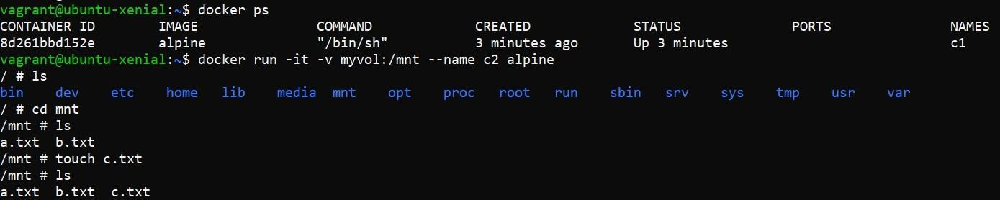 vagrant@ubuntu-xenial:~$ docker ps
CONTAINER ID IMAGE COMMAND CREATED STATUS PORTS NAMES
8d261bbd152e alpine "/bin/sh" 3 minutes ago Up 3 minutes c1
vagrant@ubuntu-xenial:~$ docker run -it -v myvol:/mnt --name c2 alpine
/ # ls
bin dev etc home lib media mnt opt proc root run sbin srv sys tmp usr var
/ # cd mnt
/mnt # ls
a.txt b.txt
/mnt # touch c.txt
/mnt # ls
a.txt b.txt c.txt